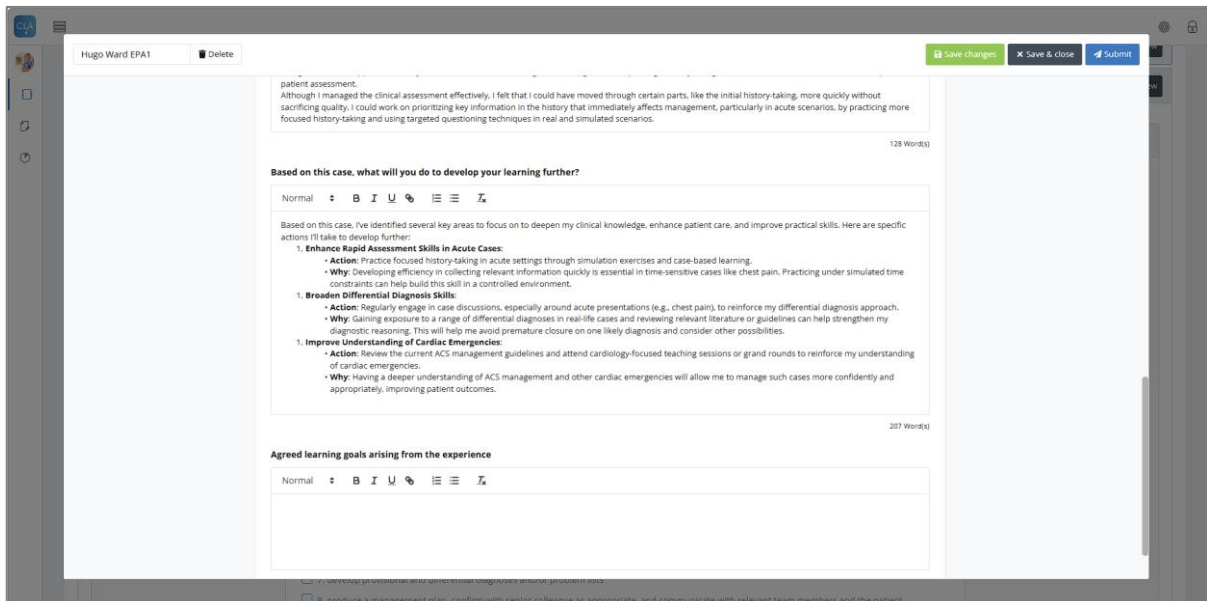 CLA
Hugo Ward EPA1
Delete
Save changes
Save & close
Submit
patient assessment.
Although I managed the clinical assessment effectively, I felt that I could have moved through certain parts, like the initial history-taking, more quickly without
sacrificing quality. I could work on prioritizing key information in the history that immediately affects management, particularly in acute scenarios, by practicing more
focused history-taking and using targeted questioning techniques in real and simulated scenarios.
128 Word(s)
Based on this case, what will you do to develop your learning further?
Normal B I U
Based on this case, I've identified several key areas to focus on to deepen my clinical knowledge, enhance patient care, and improve practical skills. Here are specific
actions I'll take to develop further:
1. Enhance Rapid Assessment Skills in Acute Cases:
• Action: Practice focused history-taking in acute settings through simulation exercises and case-based learning.
• Why: Developing efficiency in collecting relevant information quickly is essential in time-sensitive cases like chest pain. Practicing under simulated time
constraints can help build this skill in a controlled environment.
1. Broaden Differential Diagnosis Skills:
• Action: Regularly engage in case discussions, especially around acute presentations (e.g., chest pain), to reinforce my differential diagnosis approach.
• Why: Gaining exposure to a range of differential diagnoses in real-life cases and reviewing relevant literature or guidelines can help strengthen my
diagnostic reasoning. This will help me avoid premature closure on one likely diagnosis and consider other possibilities.
1. Improve Understanding of Cardiac Emergencies:
• Action: Review the current ACS management guidelines and attend cardiology-focused teaching sessions or grand rounds to reinforce my understanding
of cardiac emergencies.
• Why: Having a deeper understanding of ACS management and other cardiac emergencies will allow me to manage such cases more confidently and
appropriately, improving patient outcomes.
207 Word(s)
Agreed learning goals arising from the experience
Normal B I U
7. develop provisional and differential diagnoses and/or problem lists
8. produce a management plan, confirm with senior colleague as appropriate, and communicate with relevant team members and the patient